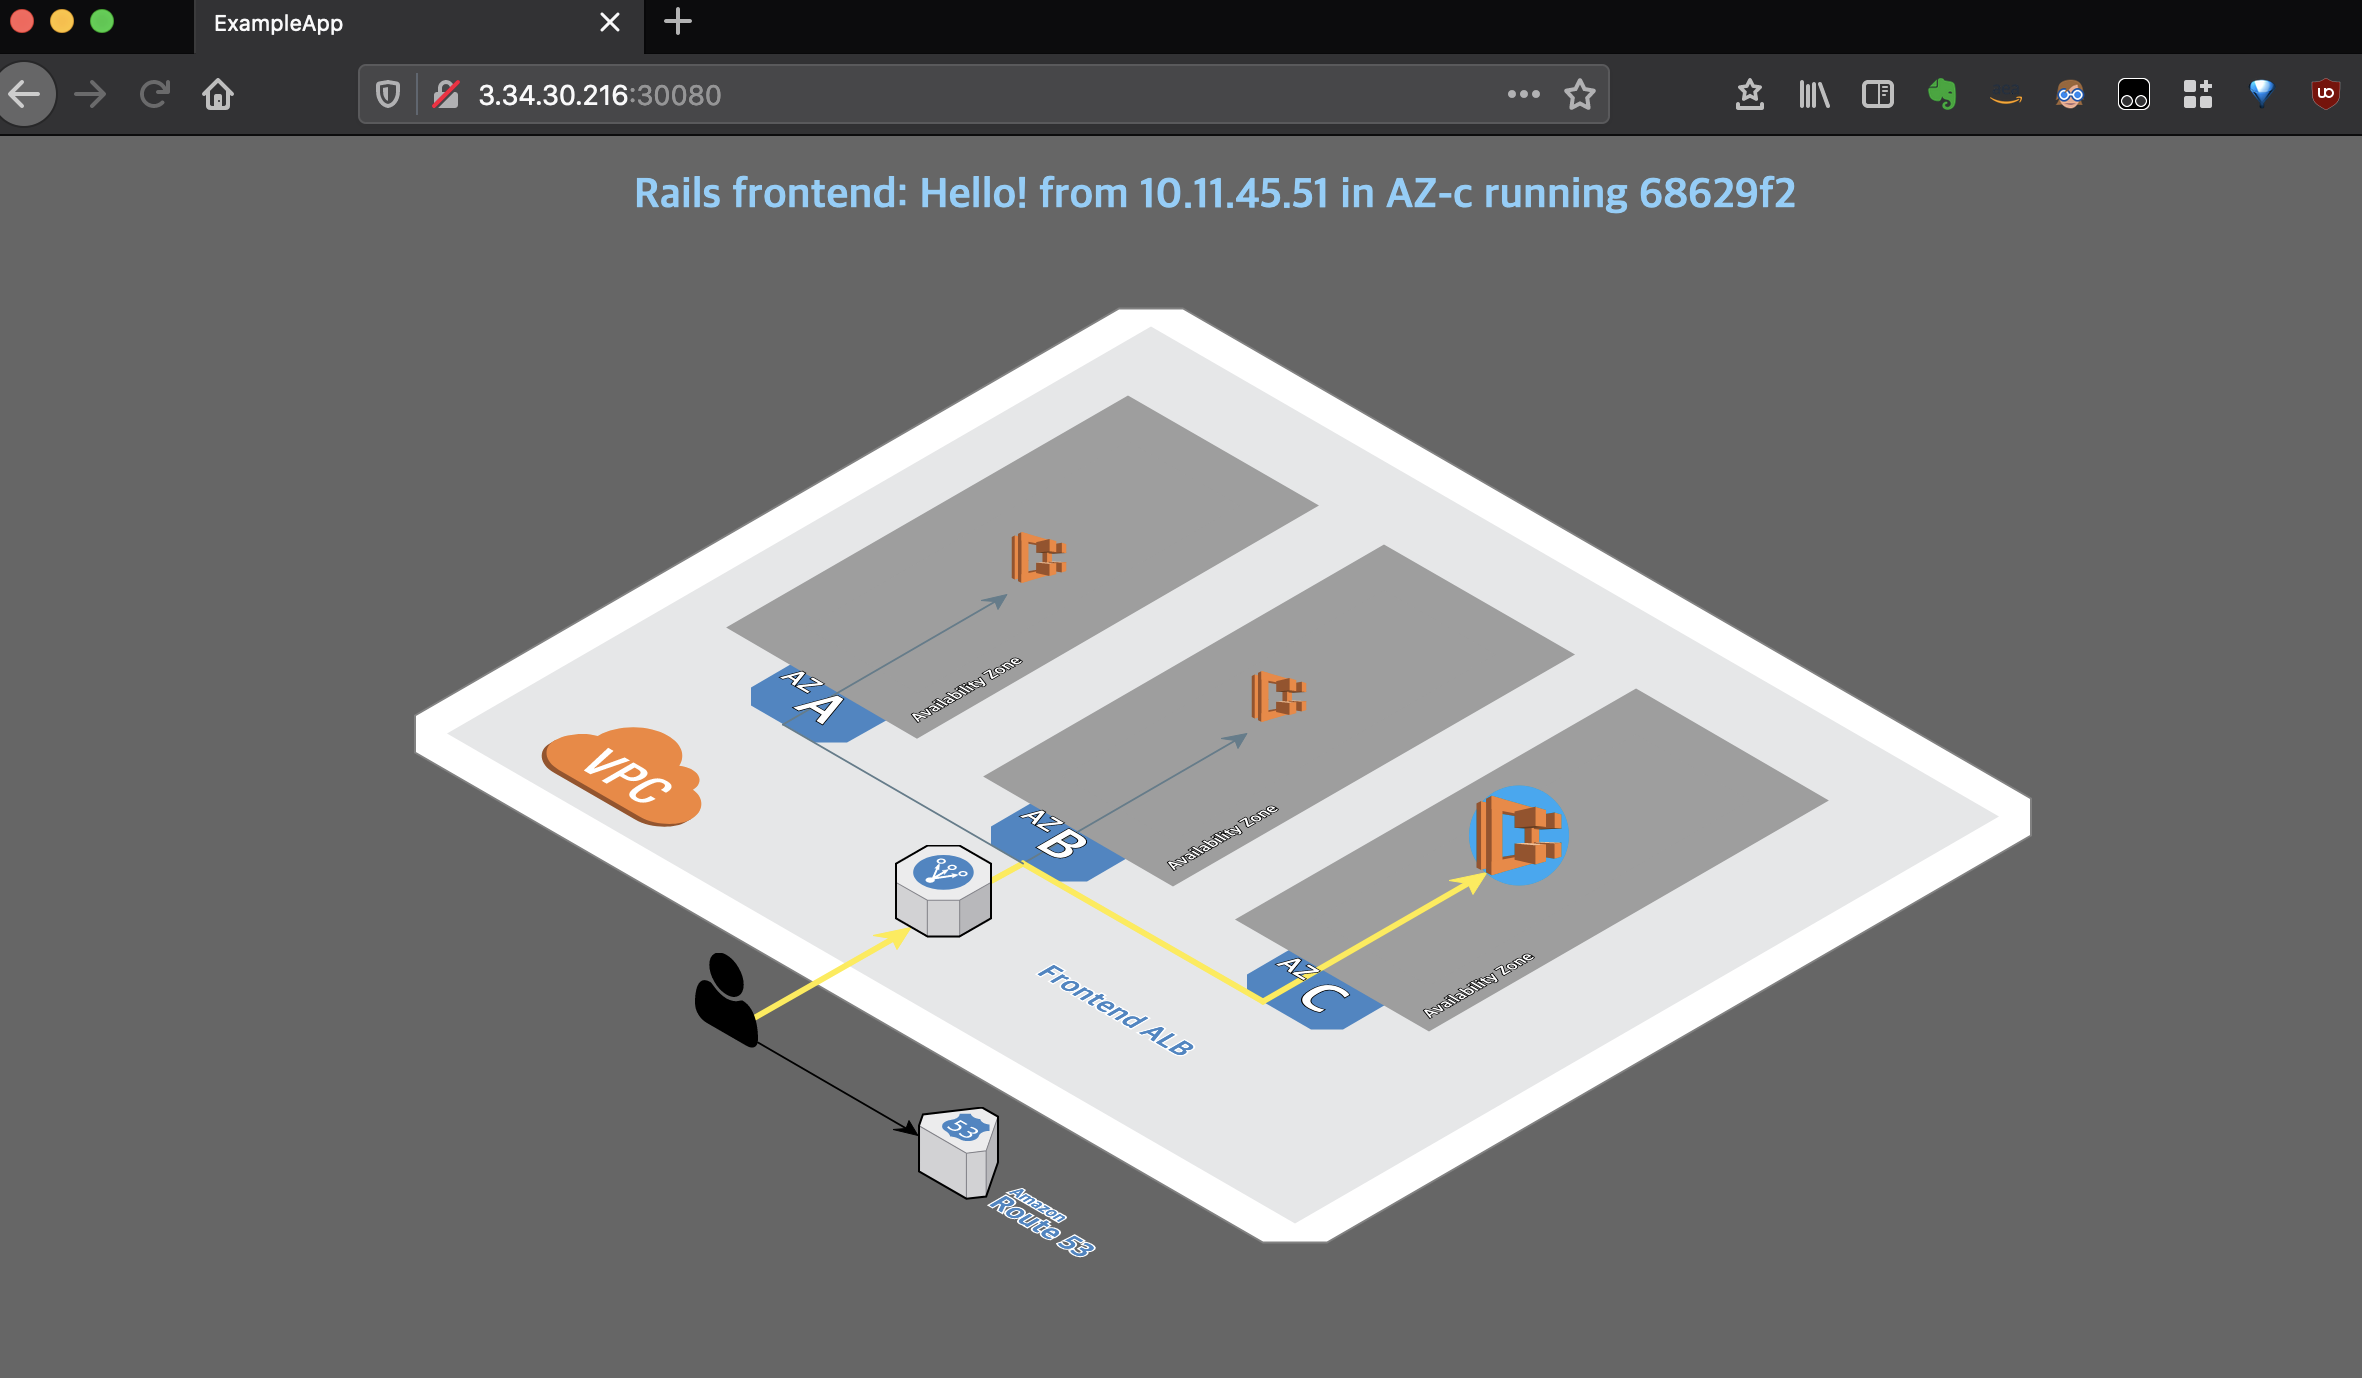 ExampleApp
3.34.30.216:30080
Rails frontend: Hello! from 10.11.45.51 in AZ-c running 68629f2
AZ A
Availability Zone
VPC
AZ B
Availability Zone
AZ C
Availability Zone
Frontend ALB
53
Amazon
Route 53
UO